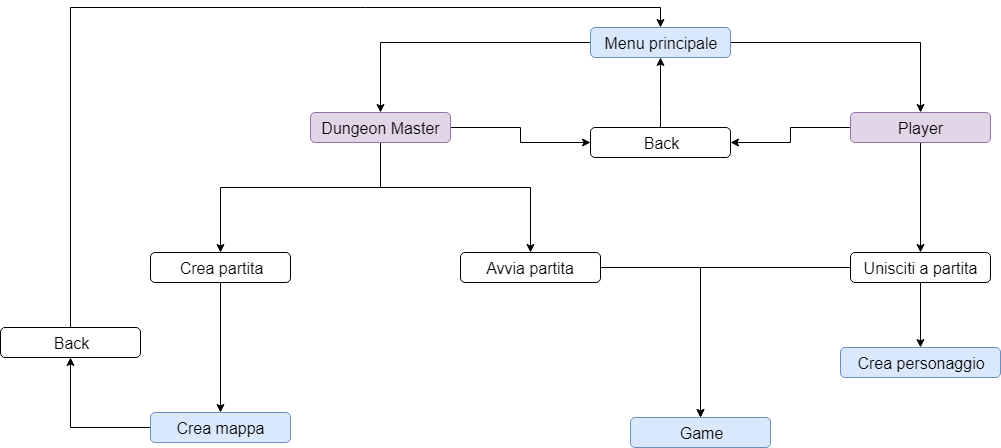 Menu principale
Dungeon Master
Back
Player
Crea partita
Avvia partita
Unisciti a partita
Back
Crea personaggio
Crea mappa
Game